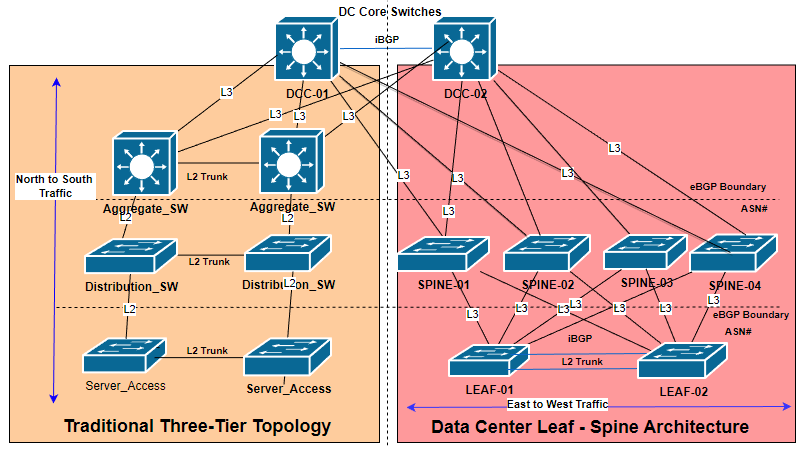 DC Core Switches
iBGP
DCC-01
DCC-02
L3
L3
L3
L3
L3
L3
L3
L3
L3
North to South
Traffic
L2 Trunk
Aggregate_SW
Aggregate_SW
eBGP Boundary
ASN#
L2
L2
L2 Trunk
Distribution_SW
Distribution_SW
SPINE-01
SPINE-02
SPINE-03
SPINE-04
L2
L2
L3
L3
L3
L3
L3
L3
L3
eBGP Boundary
ASN#
iBGP
L2 Trunk
L2 Trunk
Server_Access
Server_Access
LEAF-01
LEAF-02
East to West Traffic
Traditional Three-Tier Topology
Data Center Leaf - Spine Architecture